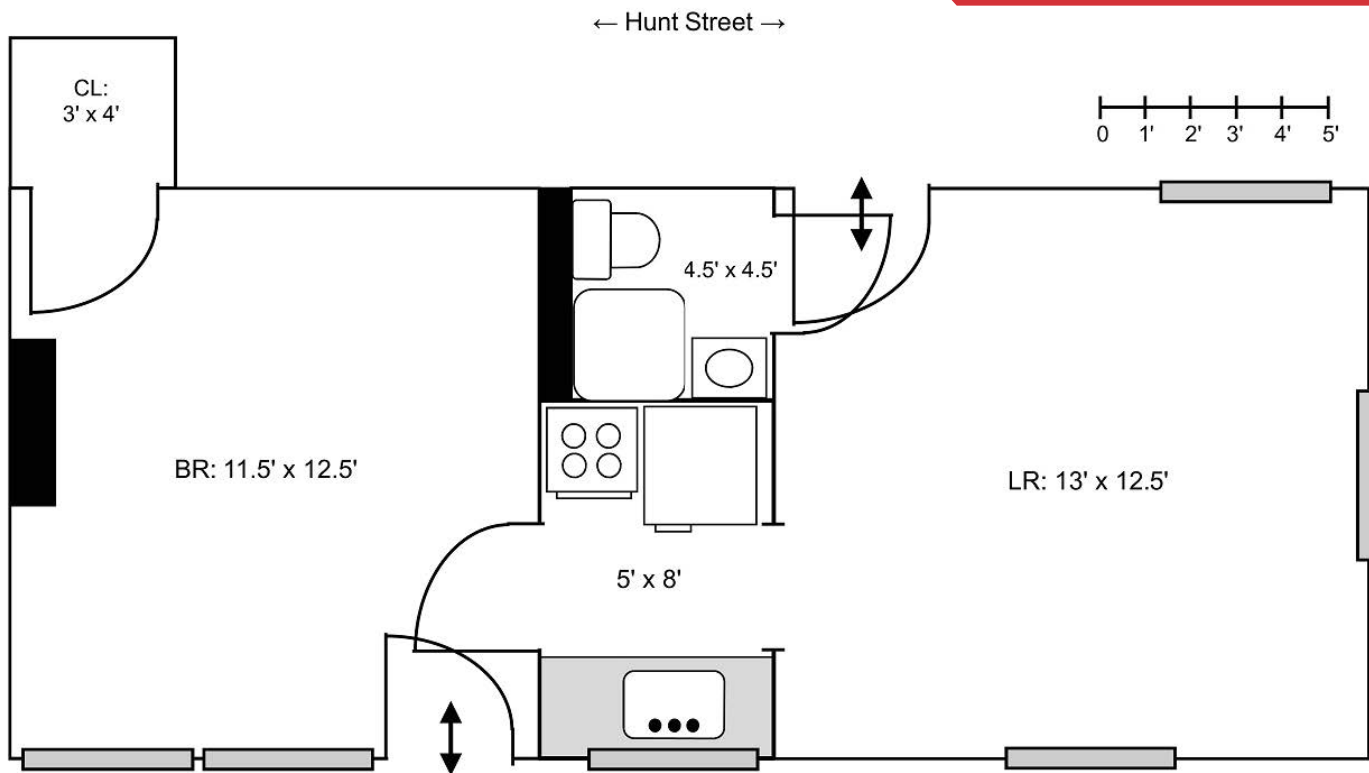 ← Hunt Street →
CL:
3' x 4'
0 1' 2' 3' 4' 5'
4.5' x 4.5'
BR: 11.5' x 12.5'
LR: 13' x 12.5'
5' x 8'